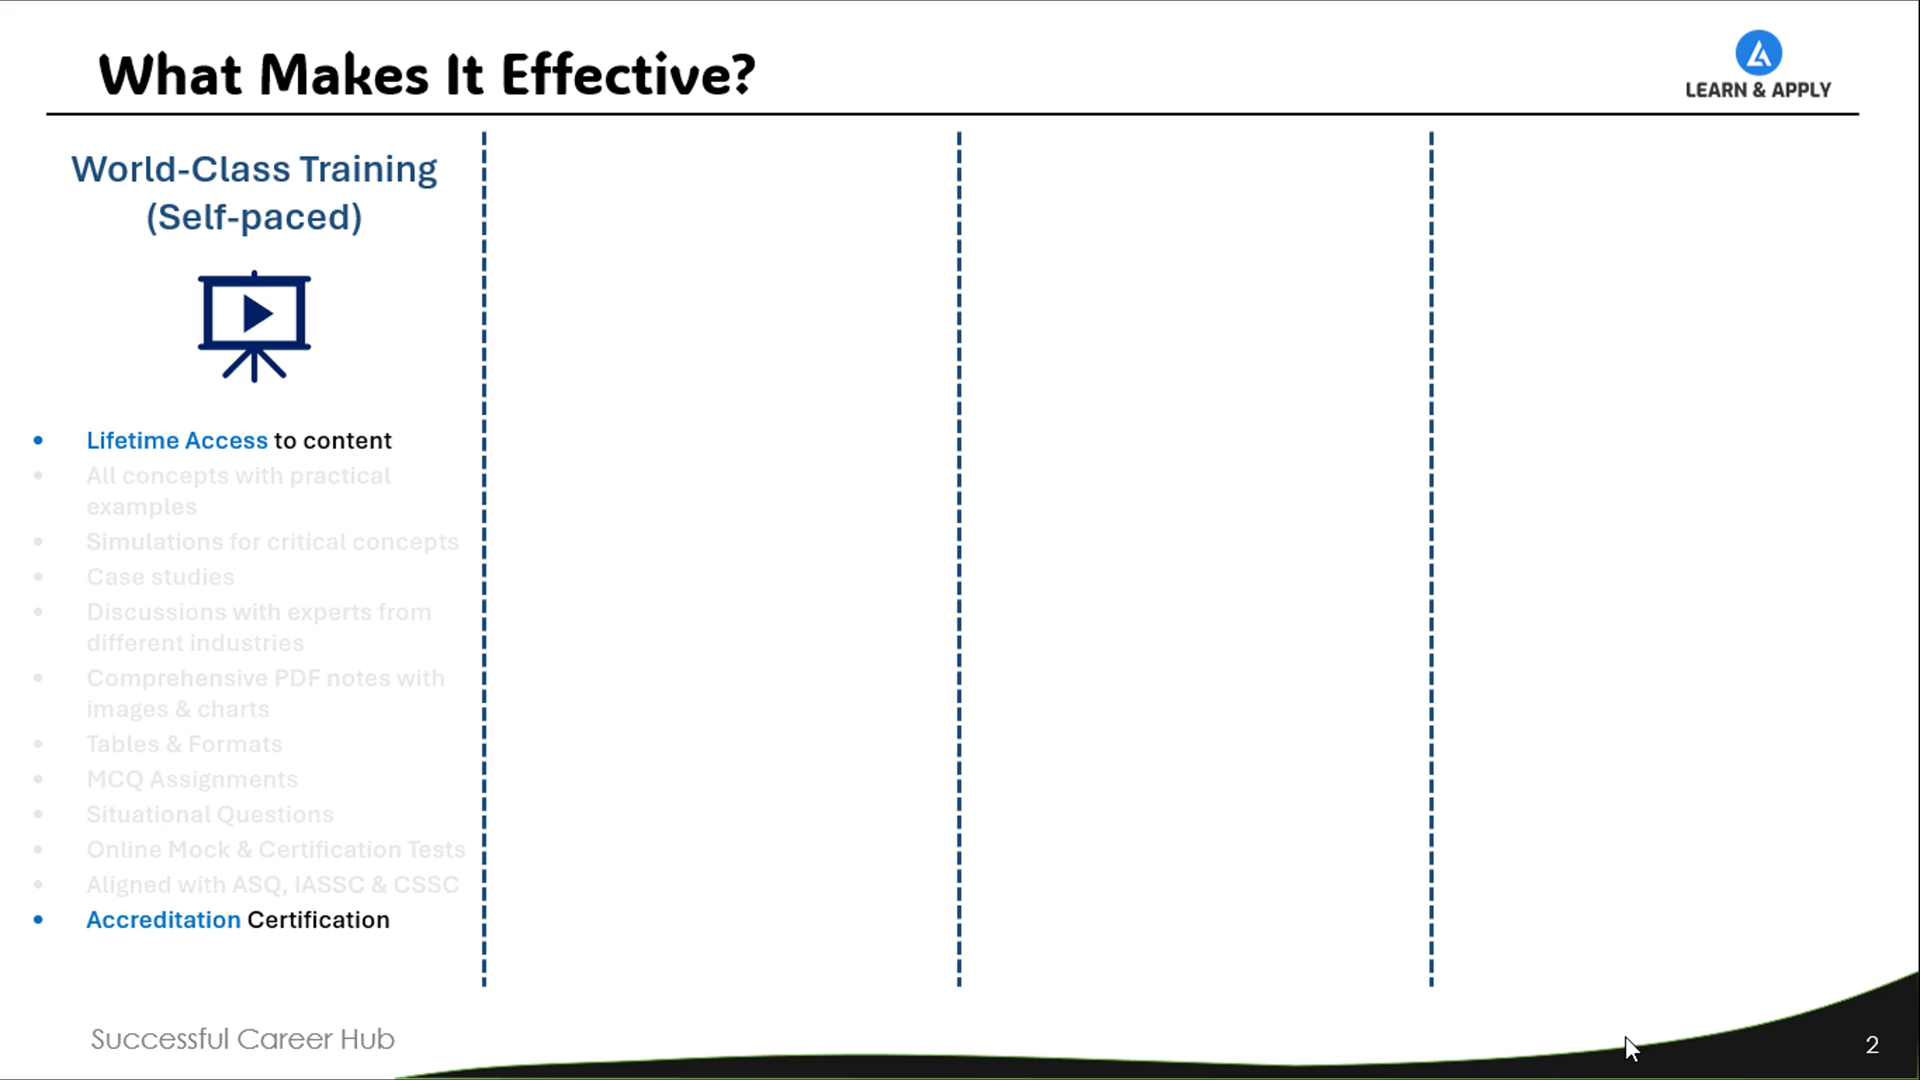 What Makes It Effective?
LEARN & APPLY
World-Class Training
(Self-paced)
• Lifetime Access to content
• All concepts with practical
examples
• Simulations for critical concepts
• Case studies
• Discussions with experts from
different industries
• Comprehensive PDF notes with
images & charts
• Tables & Formats
• MCQ Assignments
• Situational Questions
• Online Mock & Certification Tests
• Aligned with ASQ, IASSC & CSSC
• Accreditation Certification
Successful Career Hub
2